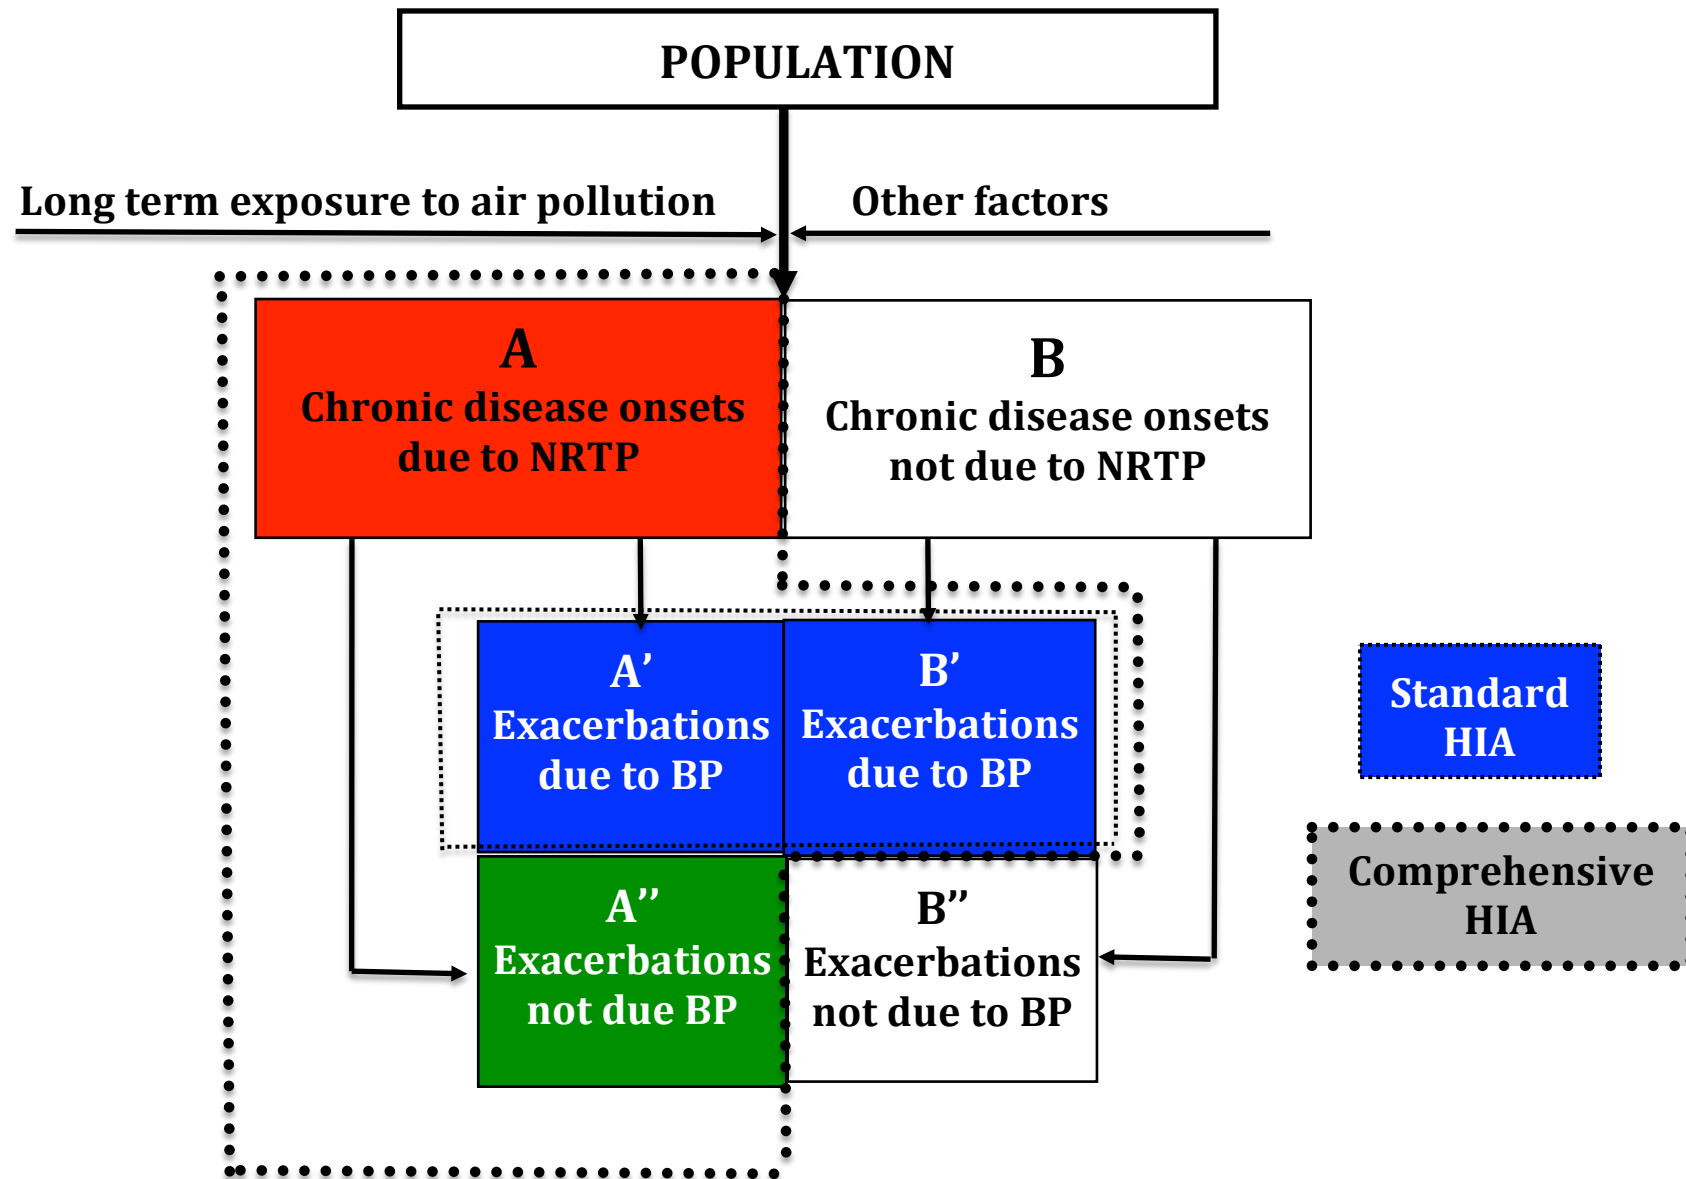 POPULATION
Long term exposure to air pollution
Other factors
A
Chronic disease onsets
due to NRTP
B
Chronic disease onsets
not due to NRTP
A’
Exacerbations
due to BP
B’
Exacerbations
due to BP
Standard
HIA
Comprehensive
HIA
A’’
Exacerbations
not due BP
B’’
Exacerbations
not due to BP